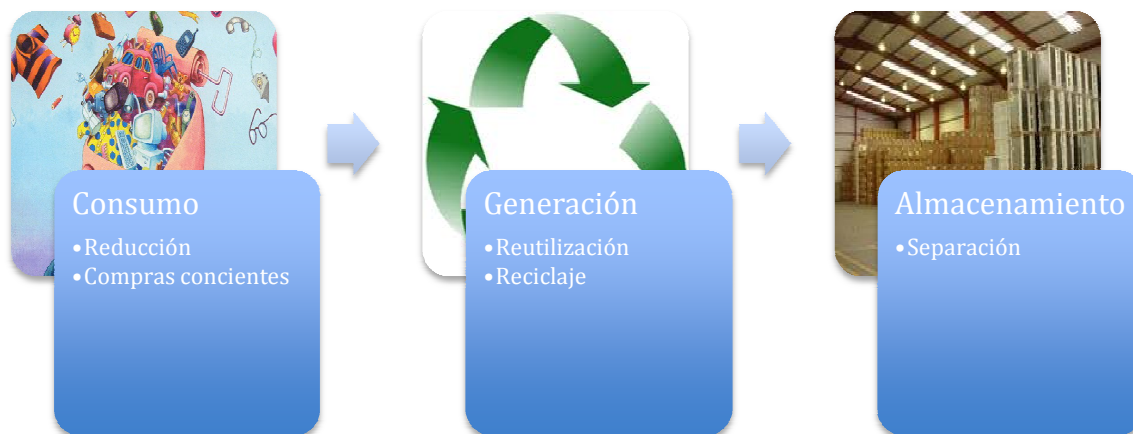 Consumo
•Reducción
•Compras concientes
Generación
•Reutilización
•Reciclaje
Almacenamiento
•Separación